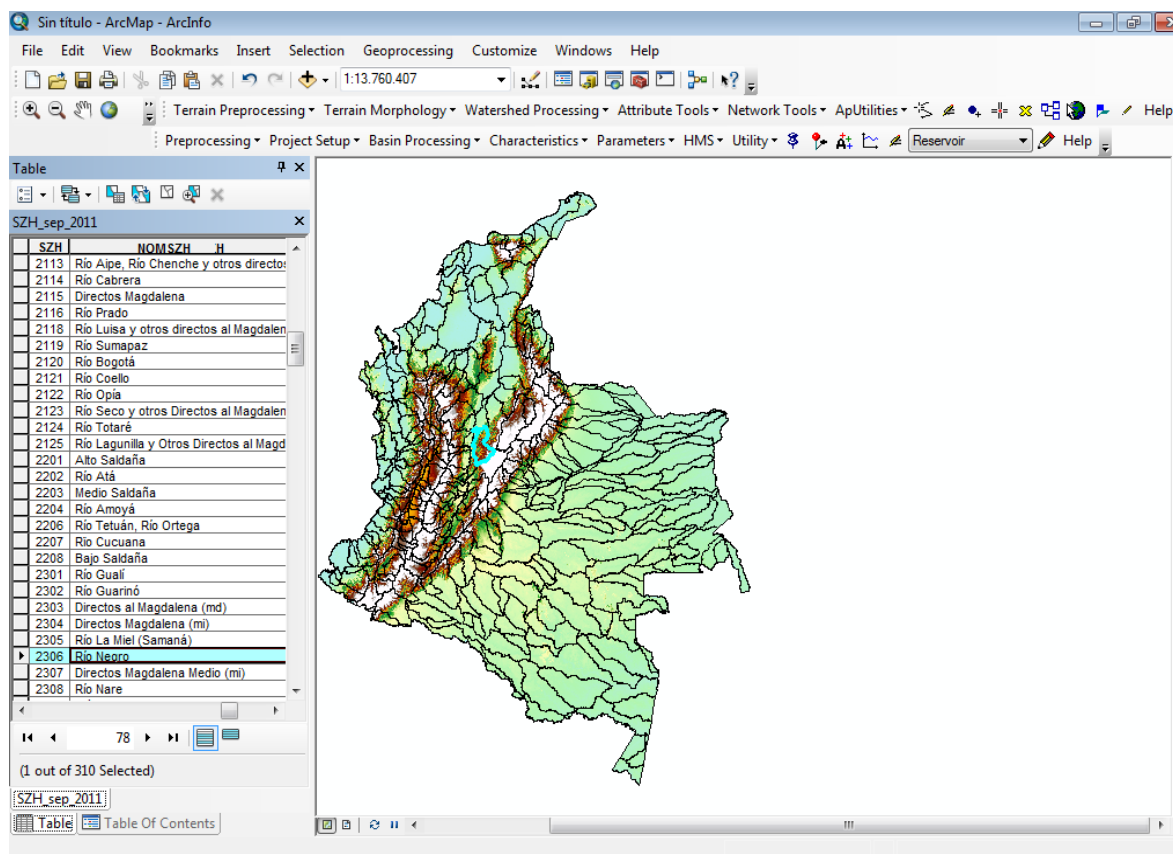 Sin título - ArcMap - ArcInfo
File Edit View Bookmarks Insert Selection Geoprocessing Customize Windows Help
1:13.760.407
Terrain Preprocessing Terrain Morphology Watershed Processing Attribute Tools Network Tools ApUtilities Help
Preprocessing Project Setup Basin Processing Characteristics Parameters HMS Utility Reservoir Help
Table
SZH_sep_2011
SZH NOMSZH H
2113 Río Aipe, Río Chenche y otros directos
2114 Río Cabrera
2115 Directos Magdalena
2116 Río Prado
2118 Río Luisa y otros directos al Magdalen
2119 Río Sumapaz
2120 Río Bogotá
2121 Río Coello
2122 Río Opia
2123 Río Seco y otros Directos al Magdalen
2124 Río Totaré
2125 Río Lagunilla y Otros Directos al Magd
2201 Alto Saldaña
2202 Río Atá
2203 Medio Saldaña
2204 Río Amoyá
2206 Río Tetuán, Río Ortega
2207 Río Cucuana
2208 Bajo Saldaña
2301 Río Gualí
2302 Río Guarinó
2303 Directos al Magdalena (md)
2304 Directos Magdalena (mi)
2305 Río La Miel (Samaná)
2306 Río Negro
2307 Directos Magdalena Medio (mi)
2308 Río Nare
78
(1 out of 310 Selected)
SZH_sep_2011
Table Table Of Contents